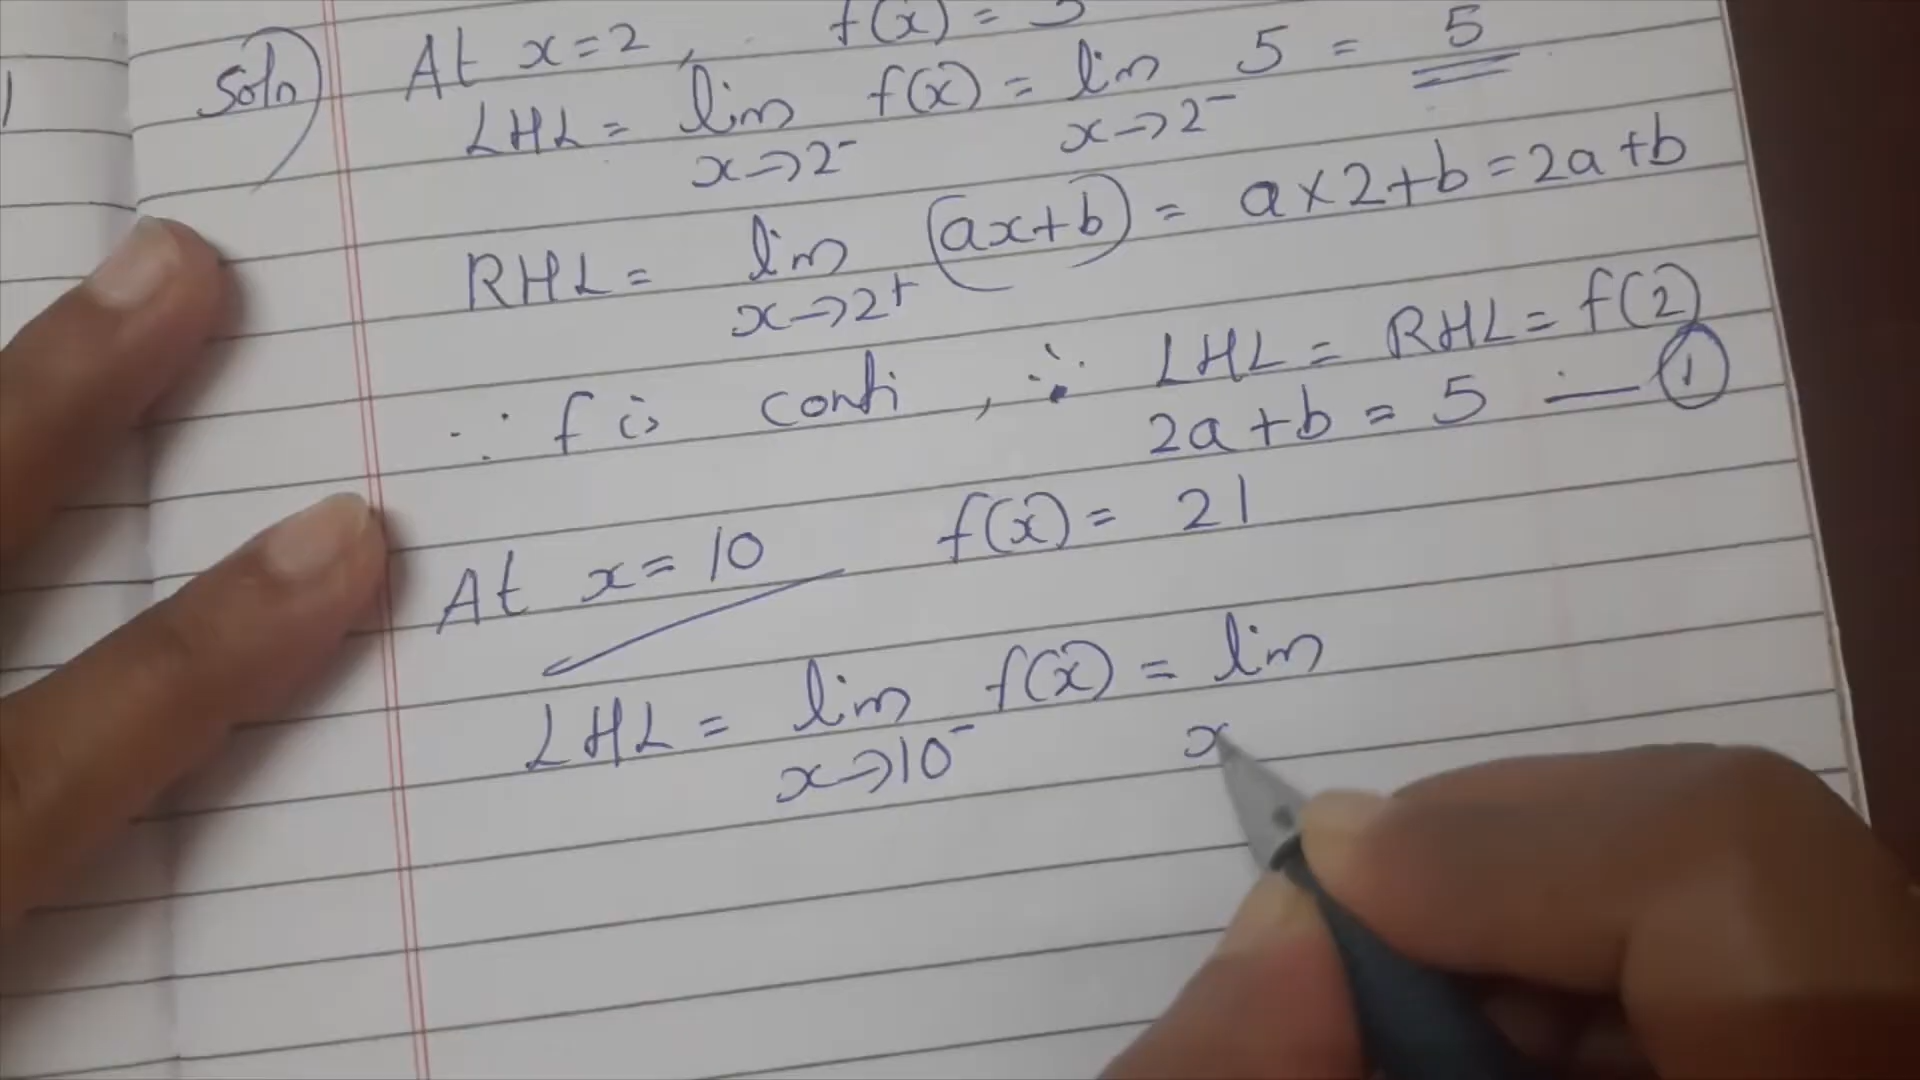 Soln) At x=2, f(x) = 5
LHL = lim x→2⁻ f(x) = lim x→2⁻ 5 = 5
RHL = lim x→2⁺ (ax+b) = a×2+b = 2a+b
∵ f is conti, ∴ LHL = RHL = f(2)
2a+b = 5 — ①
At x = 10 f(x) = 21
LHL = lim x→10⁻ f(x) = lim x